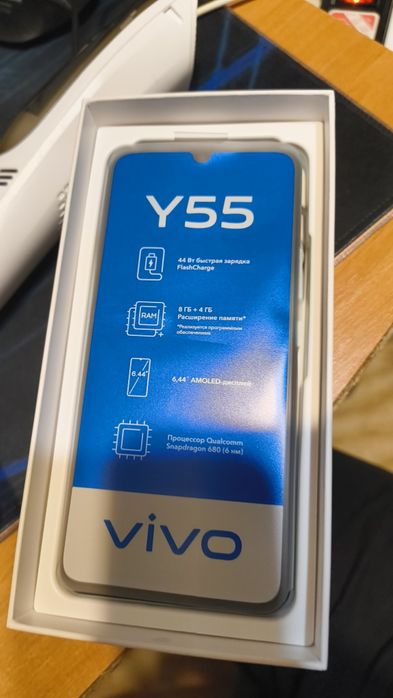 Y55
44 Вт быстрая зарядка
FlashCharge
RAM
8 ГБ + 4 ГБ
Расширение памяти*
*Реализуется программным
обеспечением
6.44"
6,44" AMOLED-дисплей
Процессор Qualcomm
Snapdragon 680 (6 нм)
vivo